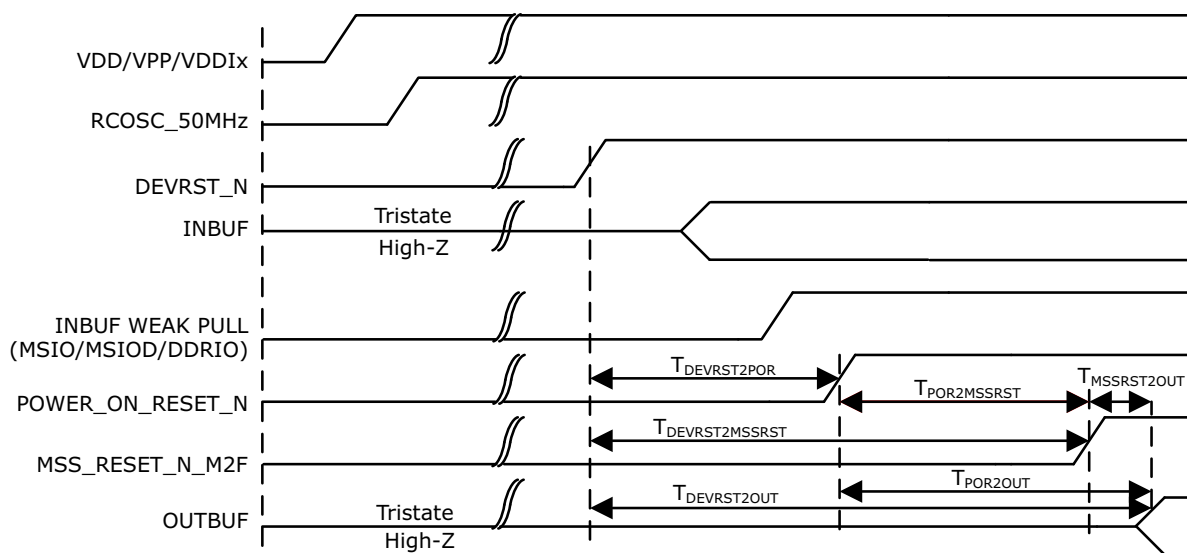 VDD/VPP/VDDIx
RCOSC_50MHz
DEVRST_N
INBUF
Tristate
High-Z
INBUF WEAK PULL
(MSIO/MSIOD/DDRIO)
TDEVRST2POR
TMSSRST2OUT
POWER_ON_RESET_N
TPOR2MSSRST
TDEVRST2MSSRST
MSS_RESET_N_M2F
TPOR2OUT
TDEVRST2OUT
OUTBUF
Tristate
High-Z